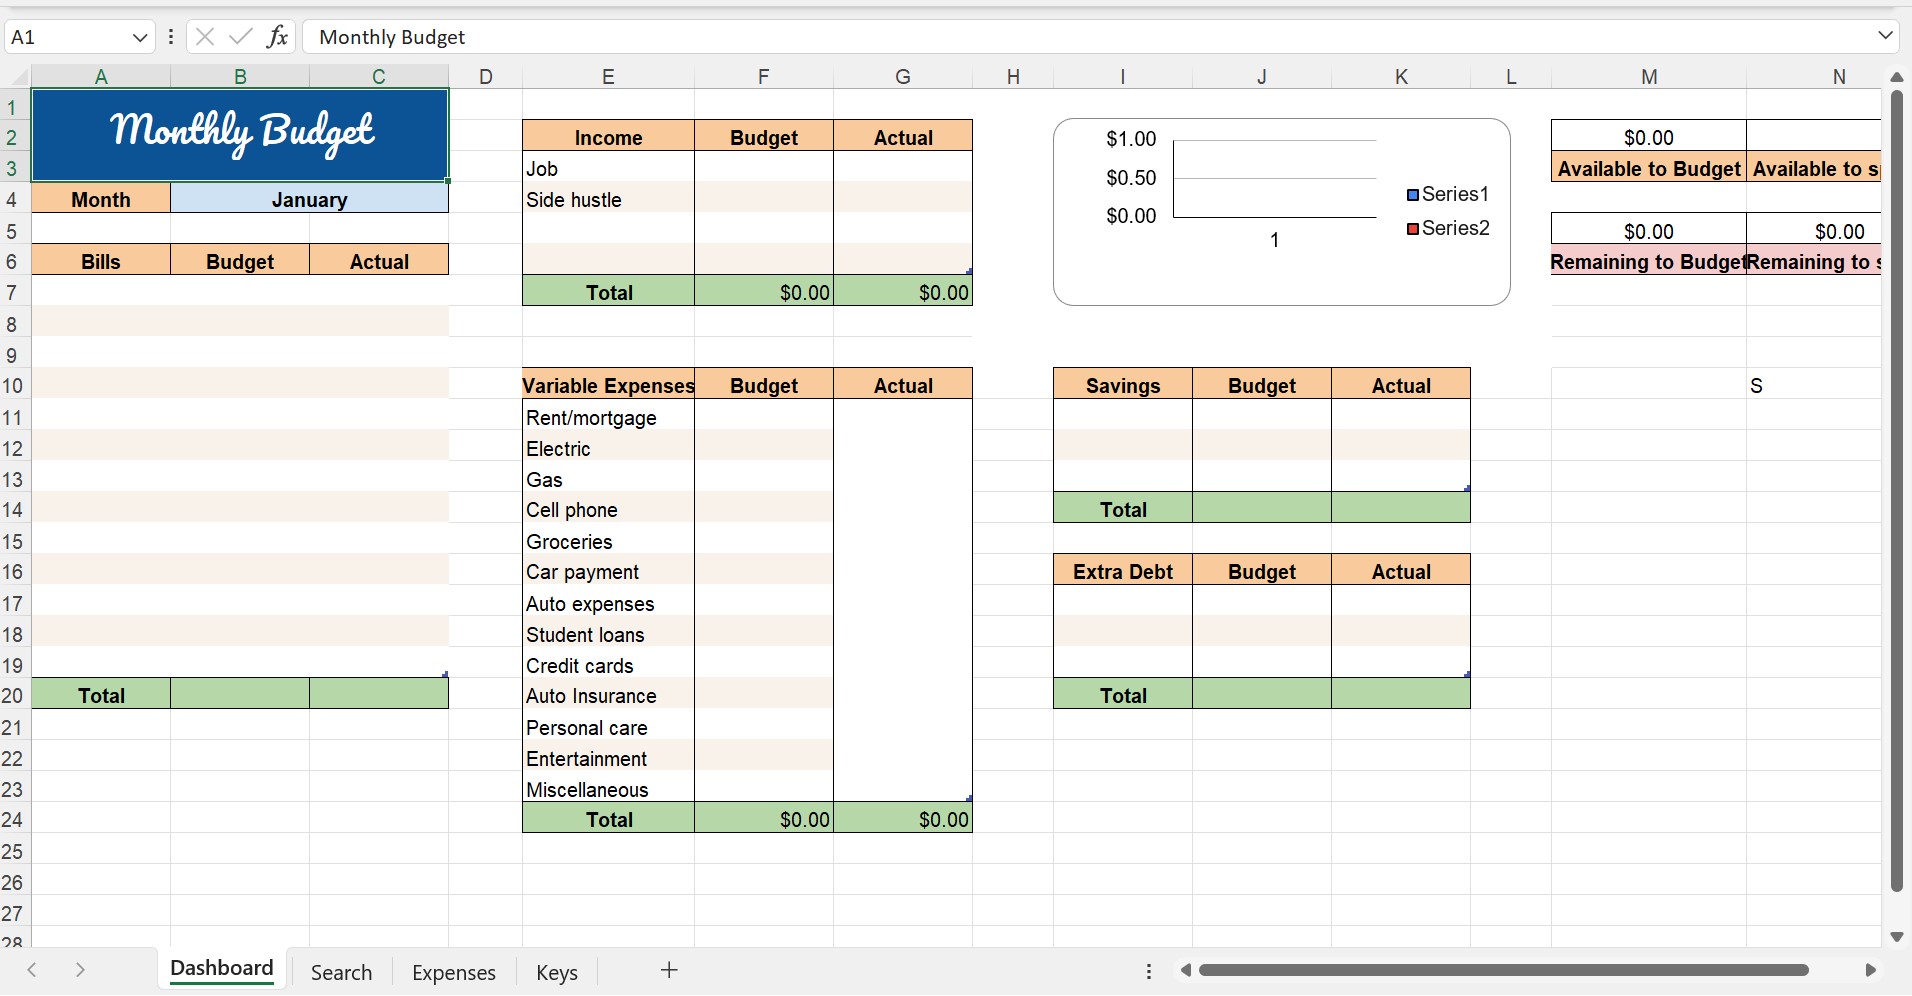 A1 fx Monthly Budget
A B C D E F G H I J K L M N
1
2 Income Budget Actual $1.00 $0.00
Monthly Budget
3 Job $0.50 Available to Budget Available to s
4 Month January Side hustle $0.00 Series1
5 1 Series2 $0.00 $0.00
6 Bills Budget Actual Remaining to Budget Remaining to s
7 Total $0.00 $0.00
8
9
10 Variable Expenses Budget Actual Savings Budget Actual S
11 Rent/mortgage
12 Electric
13 Gas
14 Cell phone Total
15 Groceries
16 Car payment Extra Debt Budget Actual
17 Auto expenses
18 Student loans
19 Credit cards
20 Total Auto Insurance Total
21 Personal care
22 Entertainment
23 Miscellaneous
24 Total $0.00 $0.00
25
26
27
28
Dashboard Search Expenses Keys +